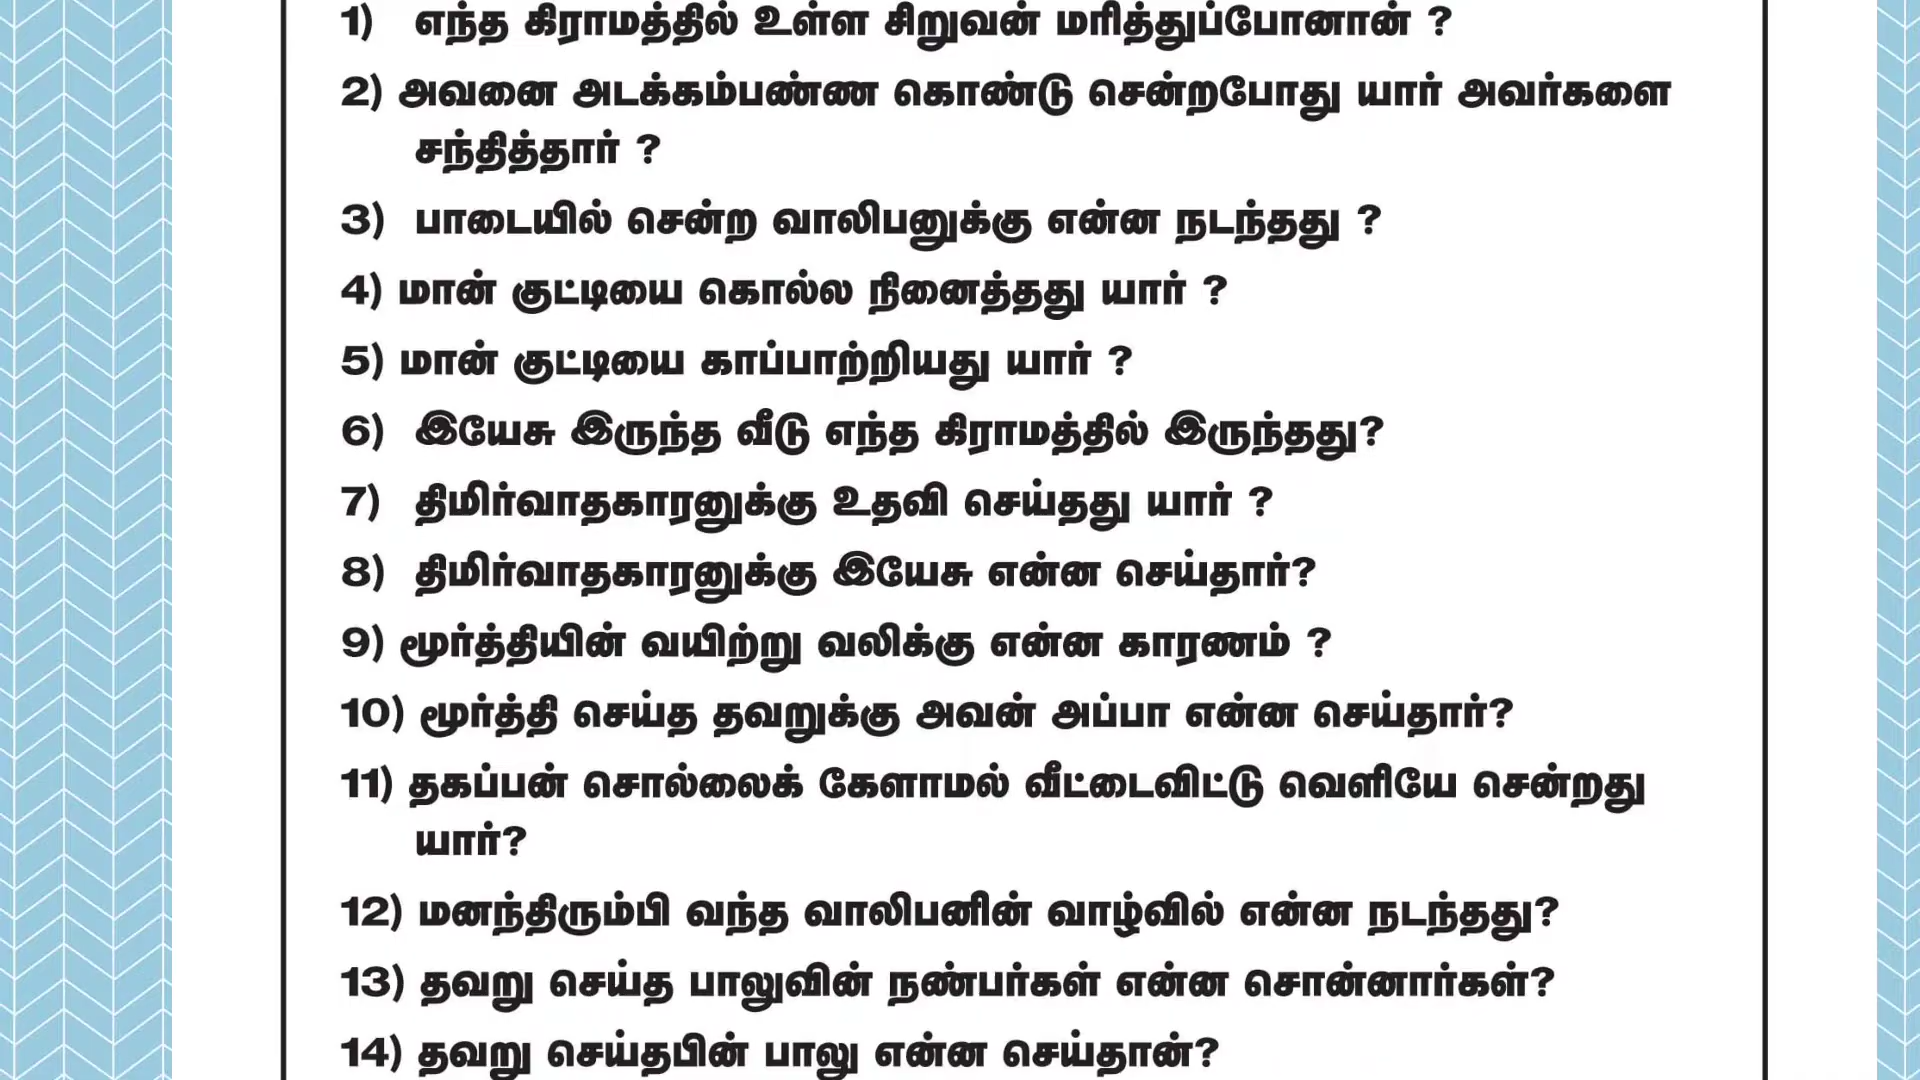 1) எந்த கிராமத்தில் உள்ள சிறுவன் மரித்துப்போனான் ?
2) அவனை அடக்கம்பண்ண கொண்டு சென்றபோது யார் அவர்களை
சந்தித்தார் ?
3) பாடையில் சென்ற வாலிபனுக்கு என்ன நடந்தது ?
4) மான் குட்டியை கொல்ல நினைத்தது யார் ?
5) மான் குட்டியை காப்பாற்றியது யார் ?
6) இயேசு இருந்த வீடு எந்த கிராமத்தில் இருந்தது?
7) திமிர்வாதகாரனுக்கு உதவி செய்தது யார் ?
8) திமிர்வாதகாரனுக்கு இயேசு என்ன செய்தார்?
9) மூர்த்தியின் வயிற்று வலிக்கு என்ன காரணம் ?
10) மூர்த்தி செய்த தவறுக்கு அவன் அப்பா என்ன செய்தார்?
11) தகப்பன் சொல்லைக் கேளாமல் வீட்டைவிட்டு வெளியே சென்றது
யார்?
12) மனந்திரும்பி வந்த வாலிபனின் வாழ்வில் என்ன நடந்தது?
13) தவறு செய்த பாலுவின் நண்பர்கள் என்ன சொன்னார்கள்?
14) தவறு செய்தபின் பாலு என்ன செய்தான்?